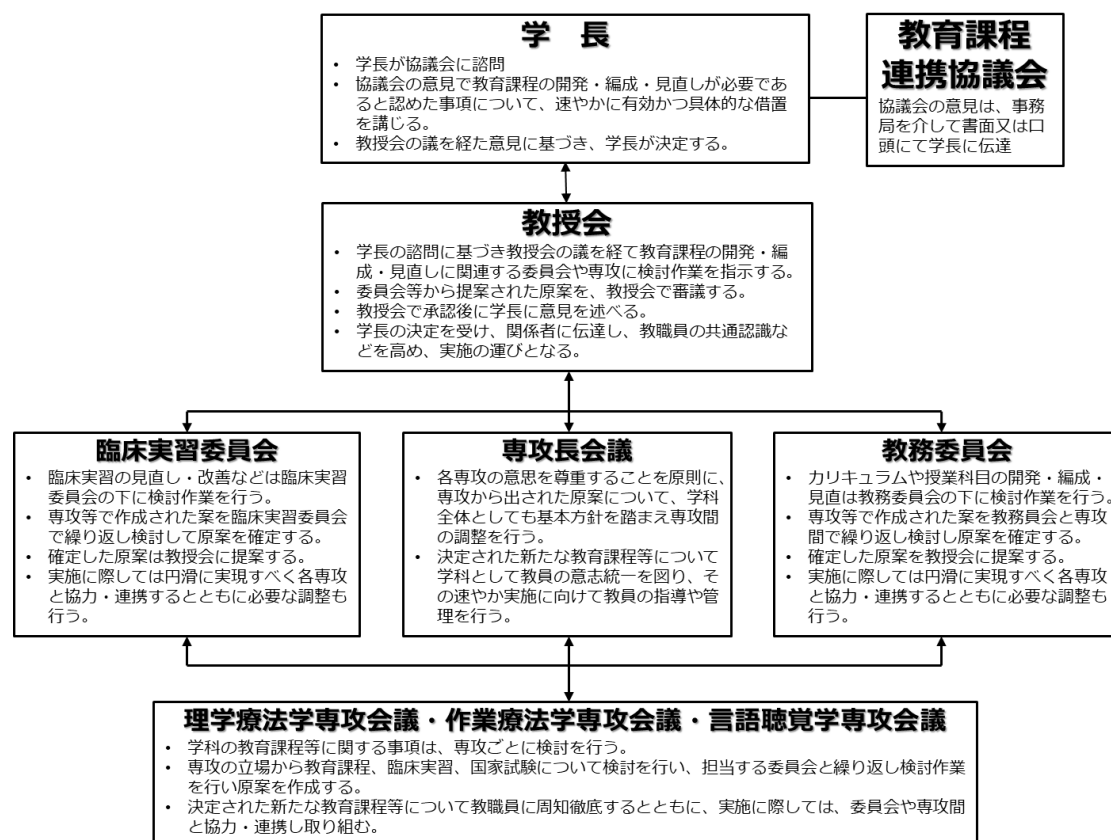 学　長
• 学長が協議会に諮問
• 協議会の意見で教育課程の開発・編成・見直しが必要であ
ると認めた事項について、速やかに有効かつ具体的な借置
を講じる。
• 教授会の議を経た意見に基づき、学長が決定する。
教育課程
連携協議会
協議会の意見は、事務
局を介して書面又は口
頭にて学長に伝達
教授会
• 学長の諮問に基づき教授会の議を経て教育課程の開発・編
成・見直しに関連する委員会や専攻に検討作業を指示する。
• 委員会等から提案された原案を、教授会で審議する。
• 教授会で承認後に学長に意見を述べる。
• 学長の決定を受け、関係者に伝達し、教職員の共通認識な
どを高め、実施の運びとなる。
臨床実習委員会
• 臨床実習の見直し・改善などは臨床実習
委員会の下に検討作業を行う。
• 専攻等で作成された案を臨床実習委員会
で繰り返し検討して原案を確定する。
• 確定した原案は教授会に提案する。
• 実施に際しては円滑に実現すべく各専攻
と協力・連携するとともに必要な調整も
行う。
専攻長会議
• 各専攻の意思を尊重することを原則に、
専攻から出された原案について、学科
全体としても基本方針を踏まえ専攻間
の調整を行う。
• 決定された新たな教育課程等について
学科として教員の意志統一を図り、そ
の速やか実施に向けて教員の指導や管
理を行う。
教務委員会
• カリキュラムや授業科目の開発・編成・
見直は教務委員会の下に検討作業を行う。
• 専攻等で作成された案を教務委員会と専攻
間で繰り返し検討し原案を確定する。
• 確定した原案を教授会に提案する。
• 実施に際しては円滑に実現すべく各専攻
と協力・連携するとともに必要な調整も
行う。
理学療法学専攻会議・作業療法学専攻会議・言語聴覚学専攻会議
• 学科の教育課程等に関する事項は、専攻ごとに検討を行う。
• 専攻の立場から教育課程、臨床実習、国家試験について検討を行い、担当する委員会と繰り返し検討作業
を行い原案を作成する。
• 決定された新たな教育課程等について教職員に周知徹底するとともに、実施に際しては、委員会や専攻間
と協力・連携し取り組む。